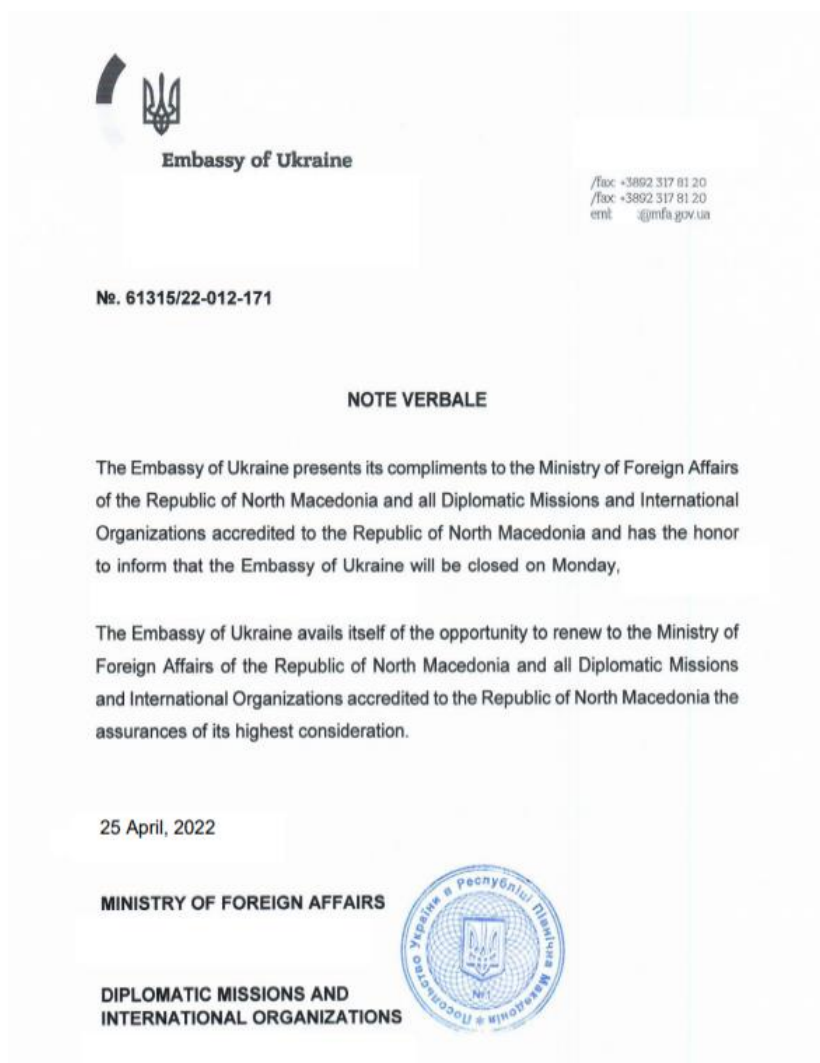 Embassy of Ukraine
/fax: +3892 317 81 20
/fax: +3892 317 81 20
eml: :@mfa.gov.ua
№. 61315/22-012-171
NOTE VERBALE
The Embassy of Ukraine presents its compliments to the Ministry of Foreign Affairs
of the Republic of North Macedonia and all Diplomatic Missions and International
Organizations accredited to the Republic of North Macedonia and has the honor
to inform that the Embassy of Ukraine will be closed on Monday,
The Embassy of Ukraine avails itself of the opportunity to renew to the Ministry of
Foreign Affairs of the Republic of North Macedonia and all Diplomatic Missions
and International Organizations accredited to the Republic of North Macedonia the
assurances of its highest consideration.
25 April, 2022
MINISTRY OF FOREIGN AFFAIRS
Посольство України в Республіці Північна Македонія
№1
DIPLOMATIC MISSIONS AND
INTERNATIONAL ORGANIZATIONS